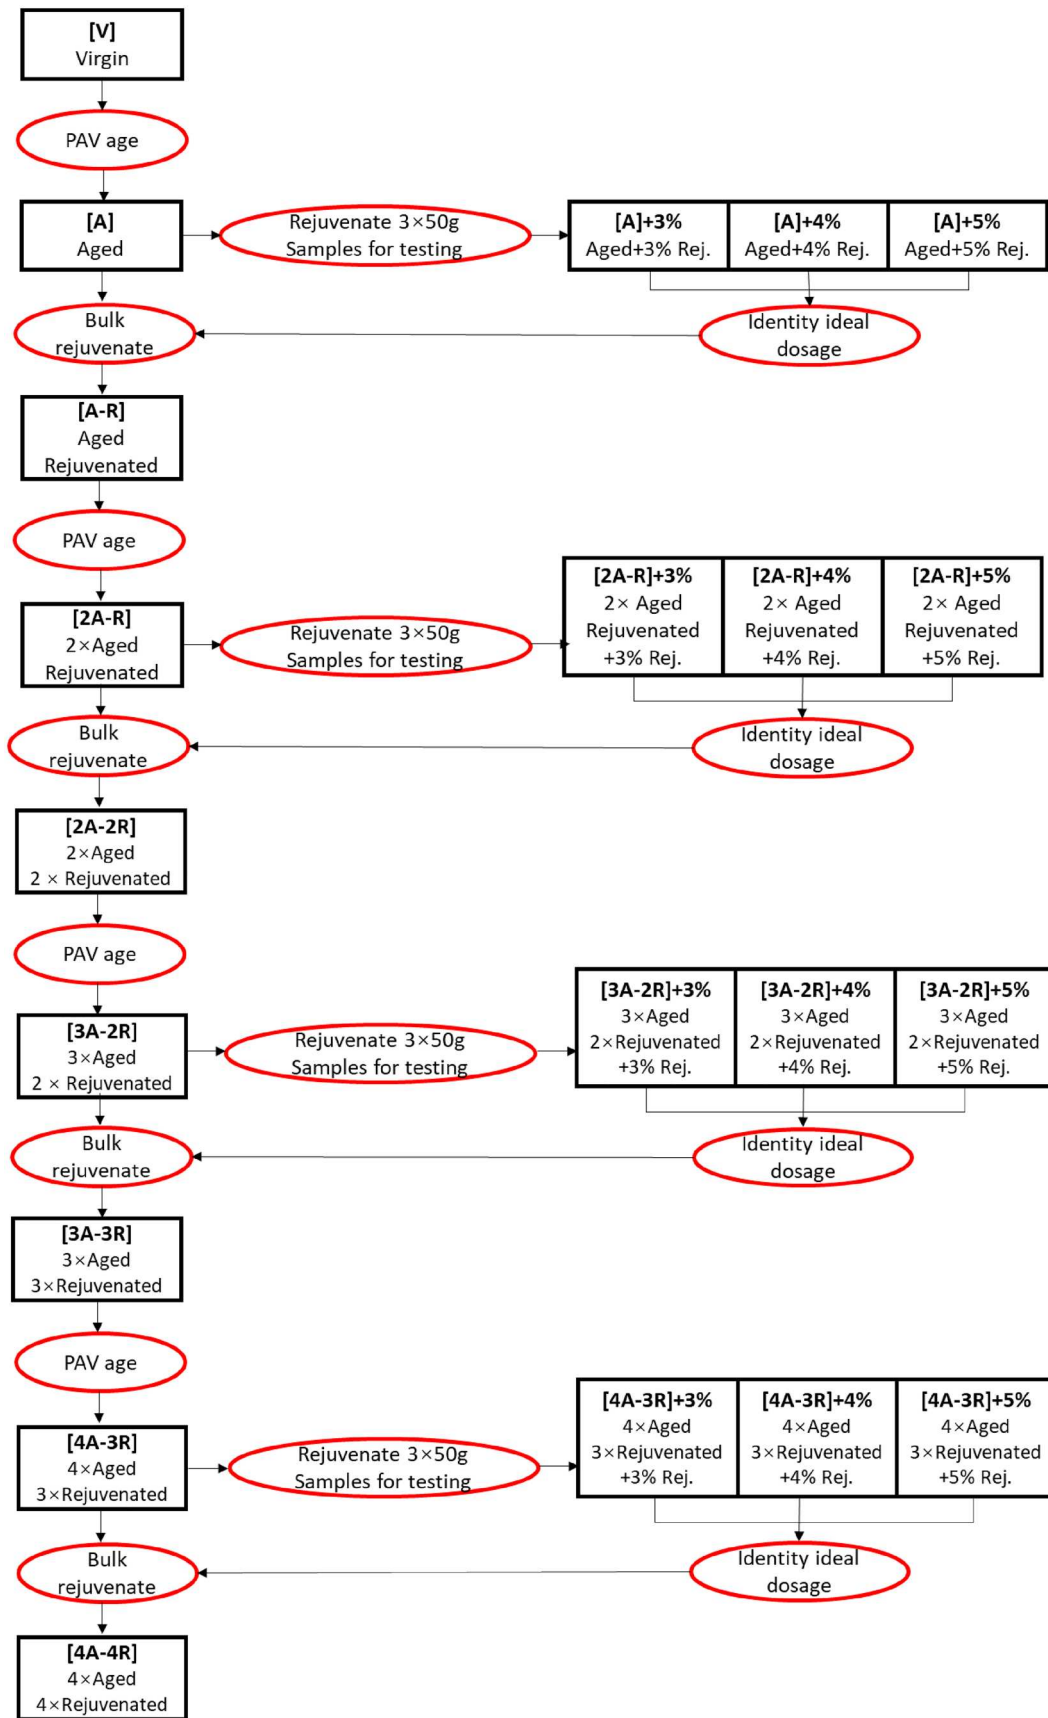 [V]
Virgin
PAV age
[A]
Aged
Rejuvenate 3×50g
Samples for testing
[A]+3%
Aged+3% Rej.
[A]+4%
Aged+4% Rej.
[A]+5%
Aged+5% Rej.
Identity ideal
dosage
Bulk
rejuvenate
[A-R]
Aged
Rejuvenated
PAV age
[2A-R]
2×Aged
Rejuvenated
Rejuvenate 3×50g
Samples for testing
[2A-R]+3%
2× Aged
Rejuvenated
+3% Rej.
[2A-R]+4%
2× Aged
Rejuvenated
+4% Rej.
[2A-R]+5%
2× Aged
Rejuvenated
+5% Rej.
Identity ideal
dosage
Bulk
rejuvenate
[2A-2R]
2×Aged
2 × Rejuvenated
PAV age
[3A-2R]
3×Aged
2 × Rejuvenated
Rejuvenate 3×50g
Samples for testing
[3A-2R]+3%
3×Aged
2×Rejuvenated
+3% Rej.
[3A-2R]+4%
3×Aged
2×Rejuvenated
+4% Rej.
[3A-2R]+5%
3×Aged
2×Rejuvenated
+5% Rej.
Identity ideal
dosage
Bulk
rejuvenate
[3A-3R]
3×Aged
3×Rejuvenated
PAV age
[4A-3R]
4×Aged
3×Rejuvenated
Rejuvenate 3×50g
Samples for testing
[4A-3R]+3%
4×Aged
3×Rejuvenated
+3% Rej.
[4A-3R]+4%
4×Aged
3×Rejuvenated
+4% Rej.
[4A-3R]+5%
4×Aged
3×Rejuvenated
+5% Rej.
Identity ideal
dosage
Bulk
rejuvenate
[4A-4R]
4×Aged
4×Rejuvenated